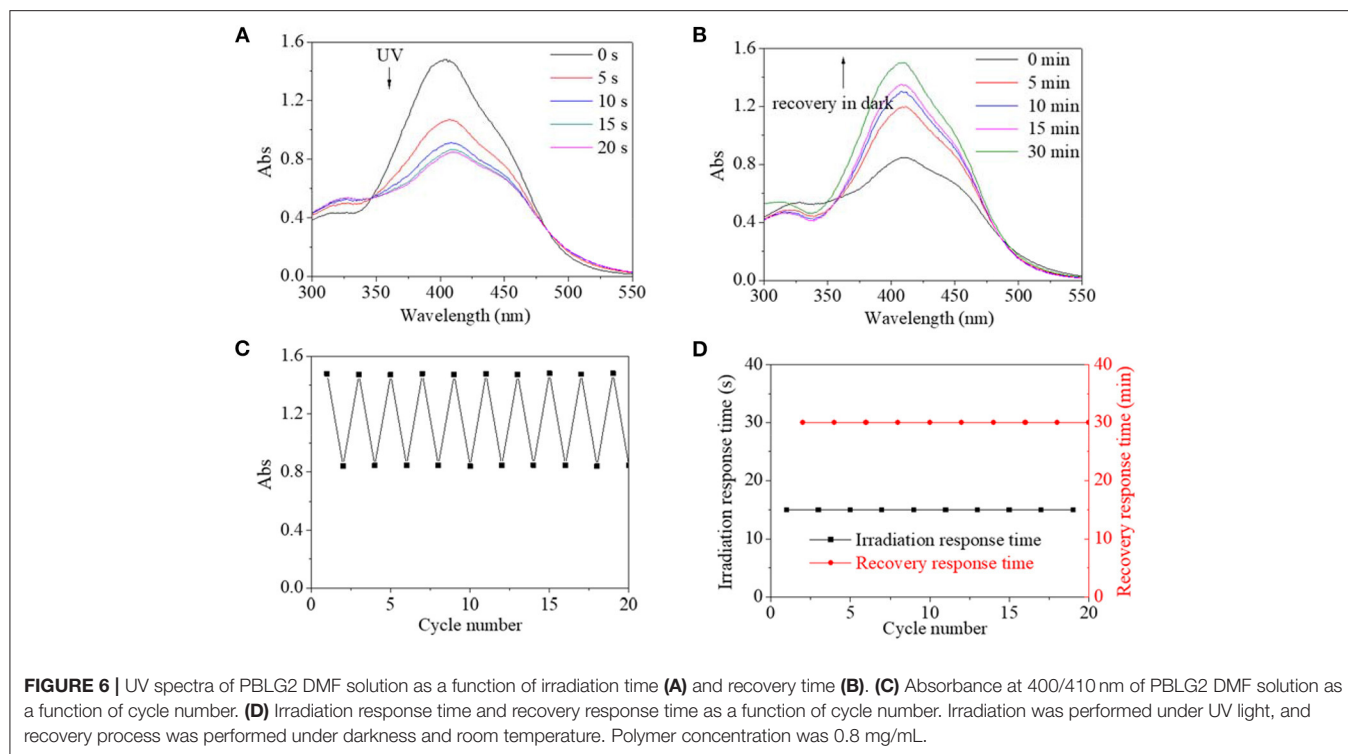 A
UV
0 s
5 s
10 s
15 s
20 s
1.6
1.2
0.8
0.4
0.0
Abs
300 350 400 450 500 550
Wavelength (nm)
B
recovery in dark
0 min
5 min
10 min
15 min
30 min
1.6
1.2
0.8
0.4
0.0
Abs
300 350 400 450 500 550
Wavelength (nm)
C
1.6
1.2
0.8
0.4
0.0
Abs
0 5 10 15 20
Cycle number
D
40
30
20
10
0
Irradiation response time (s)
Irradiation response time
Recovery response time
40
30
20
10
0
Recovery response time (min)
0 5 10 15 20
Cycle number
FIGURE 6 | UV spectra of PBLG2 DMF solution as a function of irradiation time (A) and recovery time (B). (C) Absorbance at 400/410 nm of PBLG2 DMF solution as
a function of cycle number. (D) Irradiation response time and recovery response time as a function of cycle number. Irradiation was performed under UV light, and
recovery process was performed under darkness and room temperature. Polymer concentration was 0.8 mg/mL.